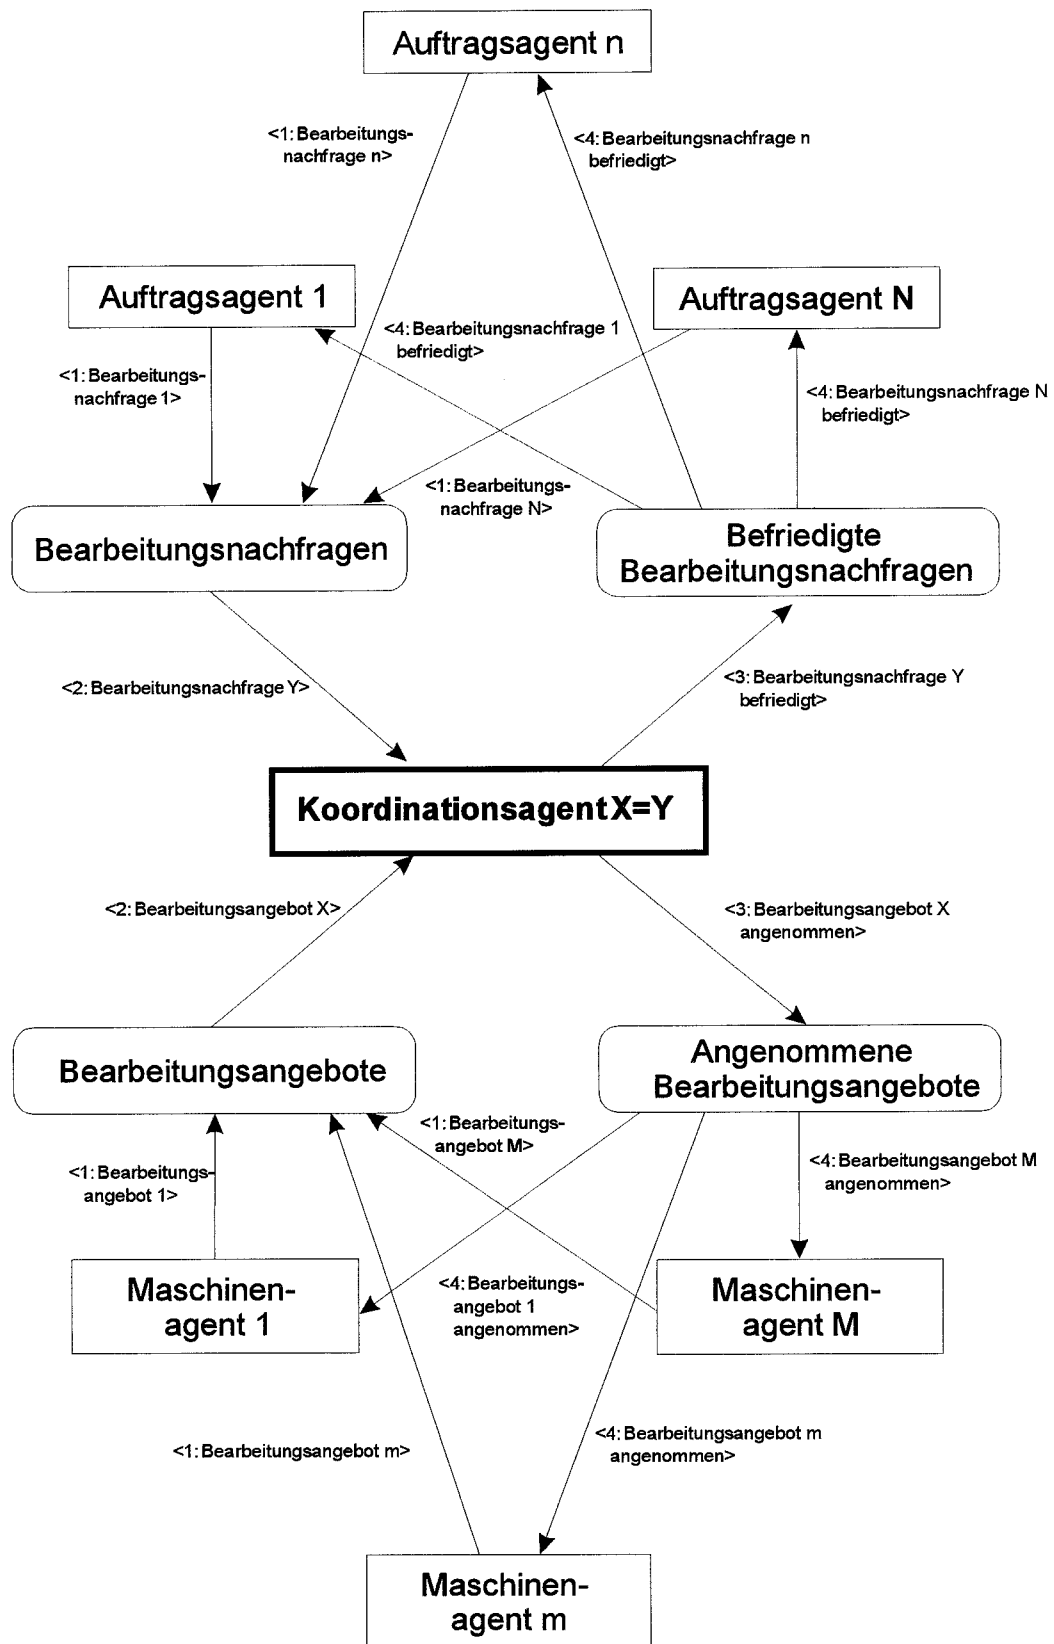 Auftragsagent n
<1: Bearbeitungs-
nachfrage n>
<4: Bearbeitungsnachfrage n
befriedigt>
Auftragsagent 1
Auftragsagent N
<4: Bearbeitungsnachfrage 1
befriedigt>
<1: Bearbeitungs-
nachfrage 1>
<4: Bearbeitungsnachfrage N
befriedigt>
<1: Bearbeitungs-
nachfrage N>
Bearbeitungsnachfragen
Befriedigte
Bearbeitungsnachfragen
<2: Bearbeitungsnachfrage Y>
<3: Bearbeitungsnachfrage Y
befriedigt>
Koordinationsagent X=Y
<2: Bearbeitungsangebot X>
<3: Bearbeitungsangebot X
angenommen>
Bearbeitungsangebote
Angenommene
Bearbeitungsangebote
<1: Bearbeitungs-
angebot M>
<1: Bearbeitungs-
angebot 1>
<4: Bearbeitungsangebot M
angenommen>
Maschinen-
agent 1
<4: Bearbeitungs-
angebot 1
angenommen>
Maschinen-
agent M
<1: Bearbeitungsangebot m>
<4: Bearbeitungsangebot m
angenommen>
Maschinen-
agent m